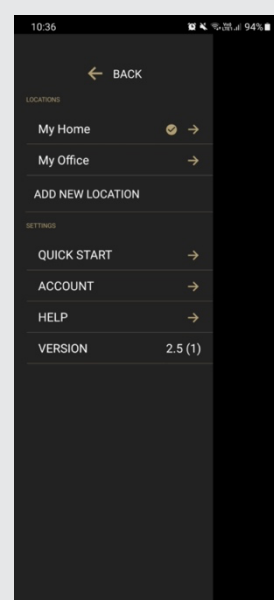 10:36 94%
BACK
LOCATIONS
My Home
My Office
ADD NEW LOCATION
SETTINGS
QUICK START
ACCOUNT
HELP
VERSION 2.5 (1)